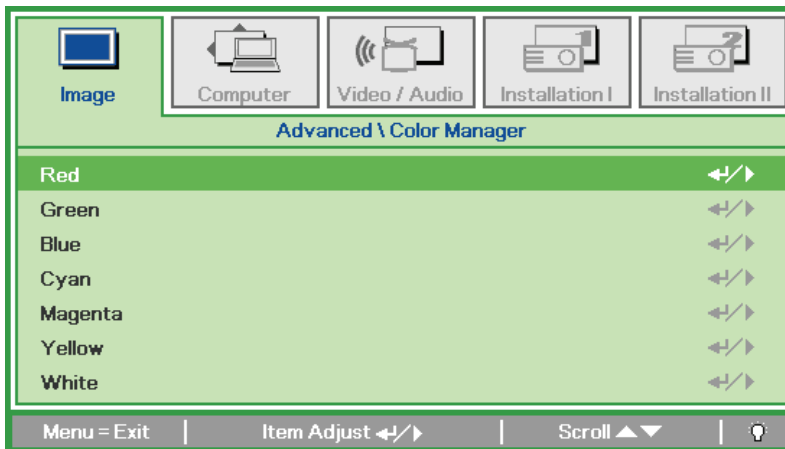 Image Computer Video / Audio Installation I Installation II
Advanced \ Color Manager
Red
Green
Blue
Cyan
Magenta
Yellow
White
Menu = Exit | Item Adjust ↵/▶ | Scroll ▲▼ |